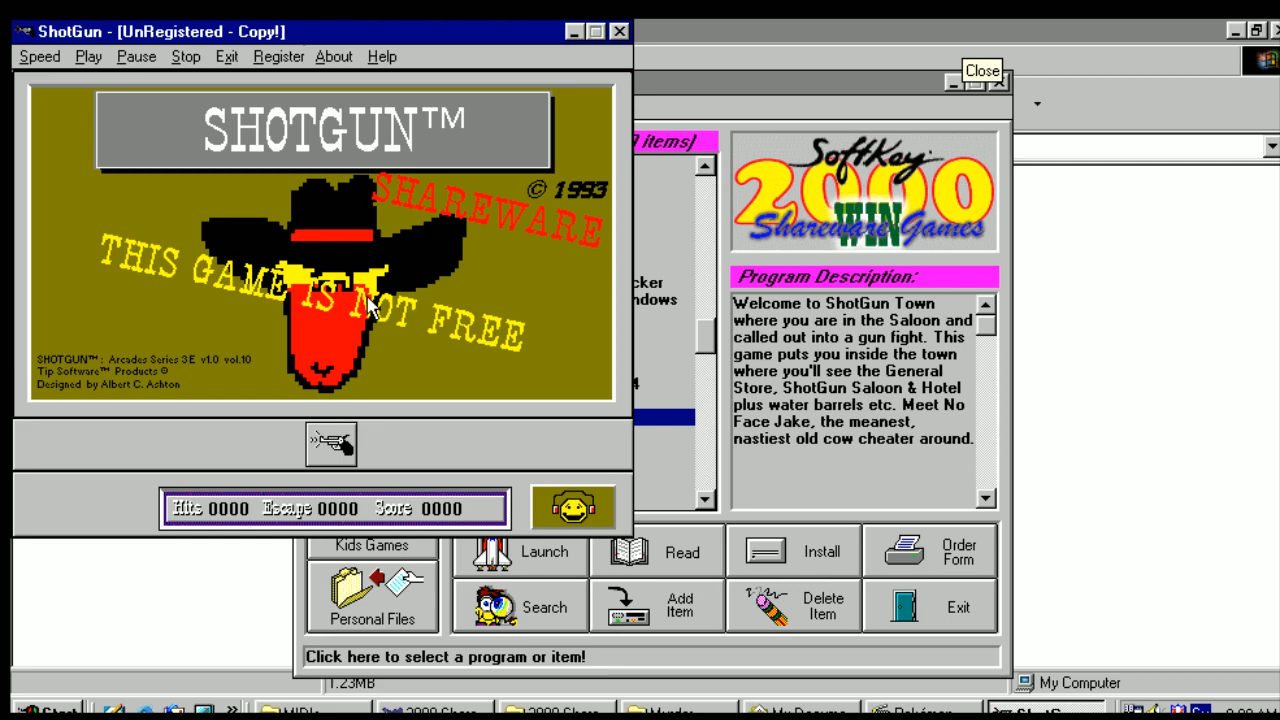 ShotGun - [UnRegistered - Copy!]
Speed Play Pause Stop Exit Register About Help
SHOTGUN™
© 1993
SHAREWARE
THIS GAME IS NOT FREE
SHOTGUN™: Arcades Series 3E v1.0 vol.10
Tip Software™ Products ©
Designed by Albert C. Ashton
Hits 0000 Escape 0000 Score 0000
Close
items)
SoftKey
2000
WIN
Shareware Games
Program Description:
Welcome to ShotGun Town
where you are in the Saloon and
called out into a gun fight. This
game puts you inside the town
where you'll see the General
Store, ShotGun Saloon & Hotel
plus water barrels etc. Meet No
Face Jake, the meanest,
nastiest old cow cheater around.
Kids Games
Personal Files
Launch
Read
Install
Order
Form
Search
Add
Item
Delete
Item
Exit
Click here to select a program or item!
1.23MB
My Computer